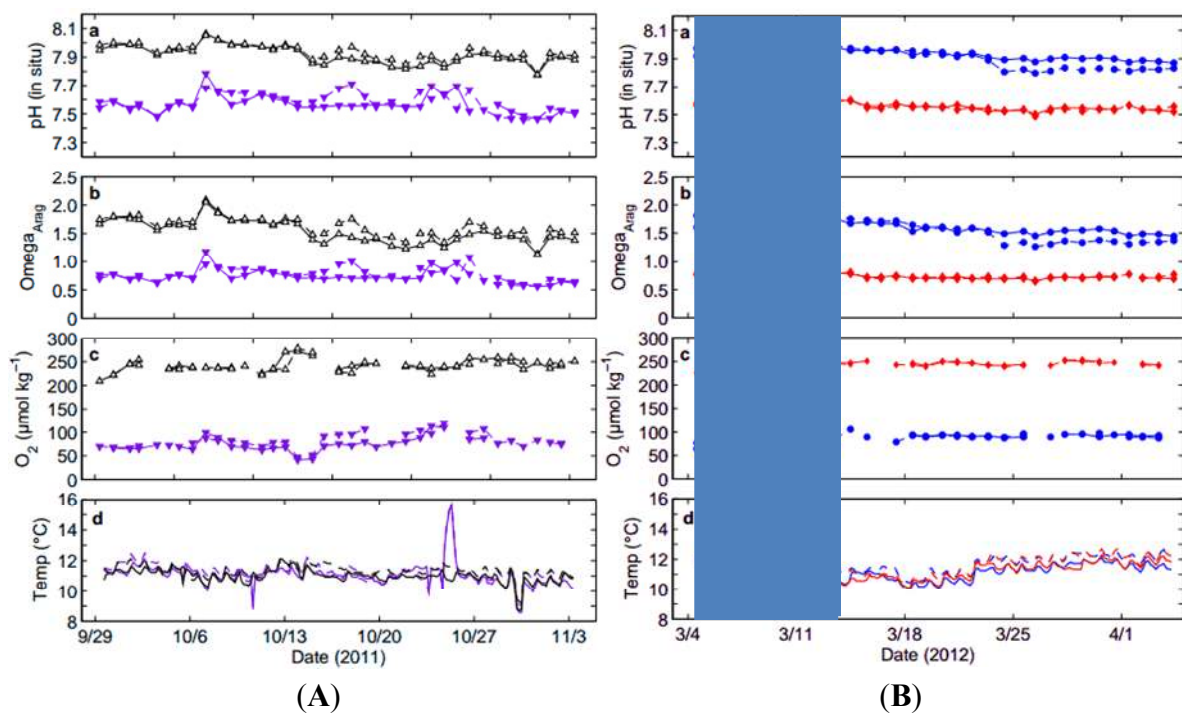 a
pH (in situ)
8.1
7.9
7.7
7.5
7.3
b
Omega_Arag
2.5
2.0
1.5
1.0
0.5
0
c
O₂ (μmol kg⁻¹)
300
250
200
150
100
50
0
d
Temp (°C)
16
14
12
10
8
9/29
10/6
10/13
10/20
10/27
11/3
Date (2011)
(A)
a
pH (in situ)
8.1
7.9
7.7
7.5
7.3
b
Omega_Arag
2.5
2.0
1.5
1.0
0.5
0
c
O₂ (μmol kg⁻¹)
300
250
200
150
100
50
0
d
Temp (°C)
16
14
12
10
8
3/4
3/11
3/18
3/25
4/1
Date (2012)
(B)